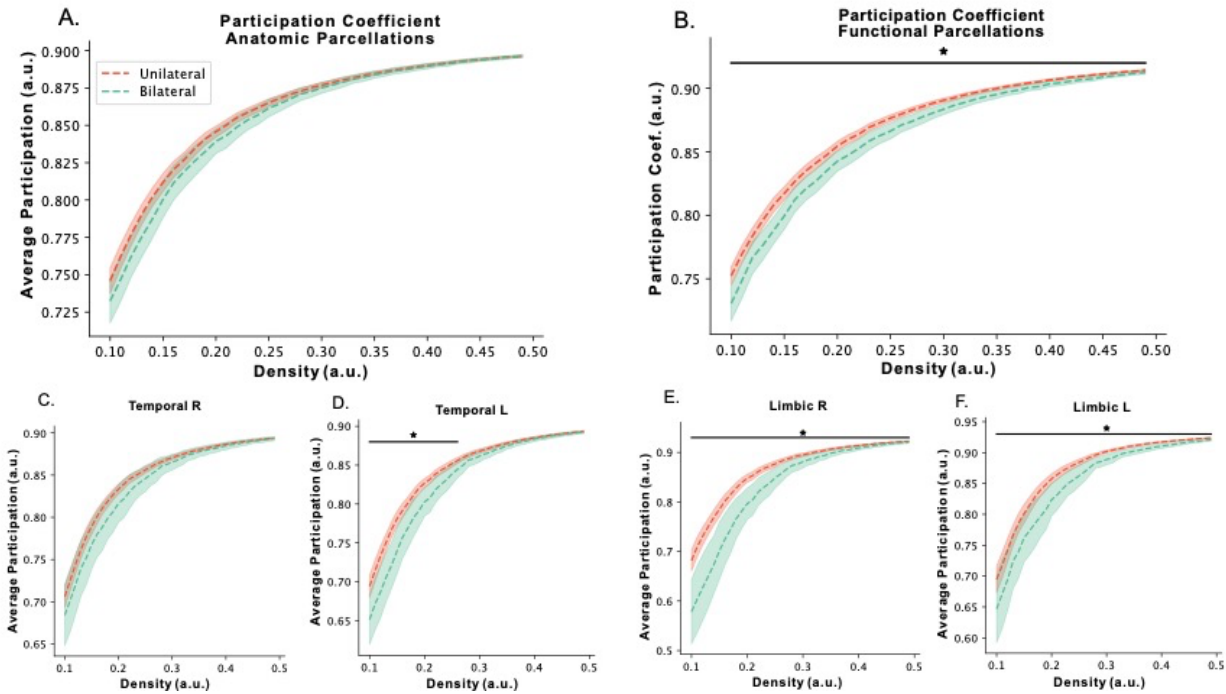 A.
Participation Coefficient
Anatomic Parcellations
Average Participation (a.u.)
0.900
0.875
0.850
0.825
0.800
0.775
0.750
0.725
Unilateral
Bilateral
0.10 0.15 0.20 0.25 0.30 0.35 0.40 0.45 0.50
Density (a.u.)
B.
Participation Coefficient
Functional Parcellations
★
Participation Coef. (a.u.)
0.90
0.85
0.80
0.75
0.10 0.15 0.20 0.25 0.30 0.35 0.40 0.45 0.50
Density (a.u.)
C.
Temporal R
Average Participation (a.u.)
0.90
0.85
0.80
0.75
0.70
0.65
0.1 0.2 0.3 0.4 0.5
Density (a.u.)
D.
Temporal L
★
Average Participation (a.u.)
0.90
0.85
0.80
0.75
0.70
0.65
0.1 0.2 0.3 0.4 0.5
Density (a.u.)
E.
Limbic R
★
Average Participation (a.u.)
0.9
0.8
0.7
0.6
0.5
0.1 0.2 0.3 0.4 0.5
Density (a.u.)
F.
Limbic L
★
Average Participation (a.u.)
0.95
0.90
0.85
0.80
0.75
0.70
0.65
0.60
0.1 0.2 0.3 0.4 0.5
Density (a.u.)